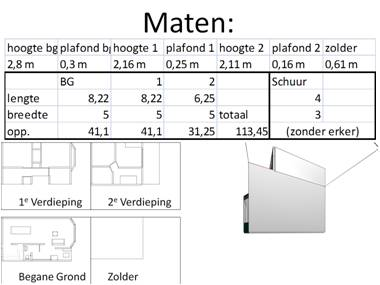 Maten:
hoogte bg plafond bg hoogte 1 plafond 1 hoogte 2 plafond 2 zolder
2,8 m 0,3 m 2,16 m 0,25 m 2,11 m 0,16 m 0,61 m
BG 1 2 Schuur
lengte 8,22 8,22 6,25 4
breedte 5 5 5 totaal 3
opp. 41,1 41,1 31,25 113,45 (zonder erker)
1e Verdieping 2e Verdieping
Begane Grond Zolder